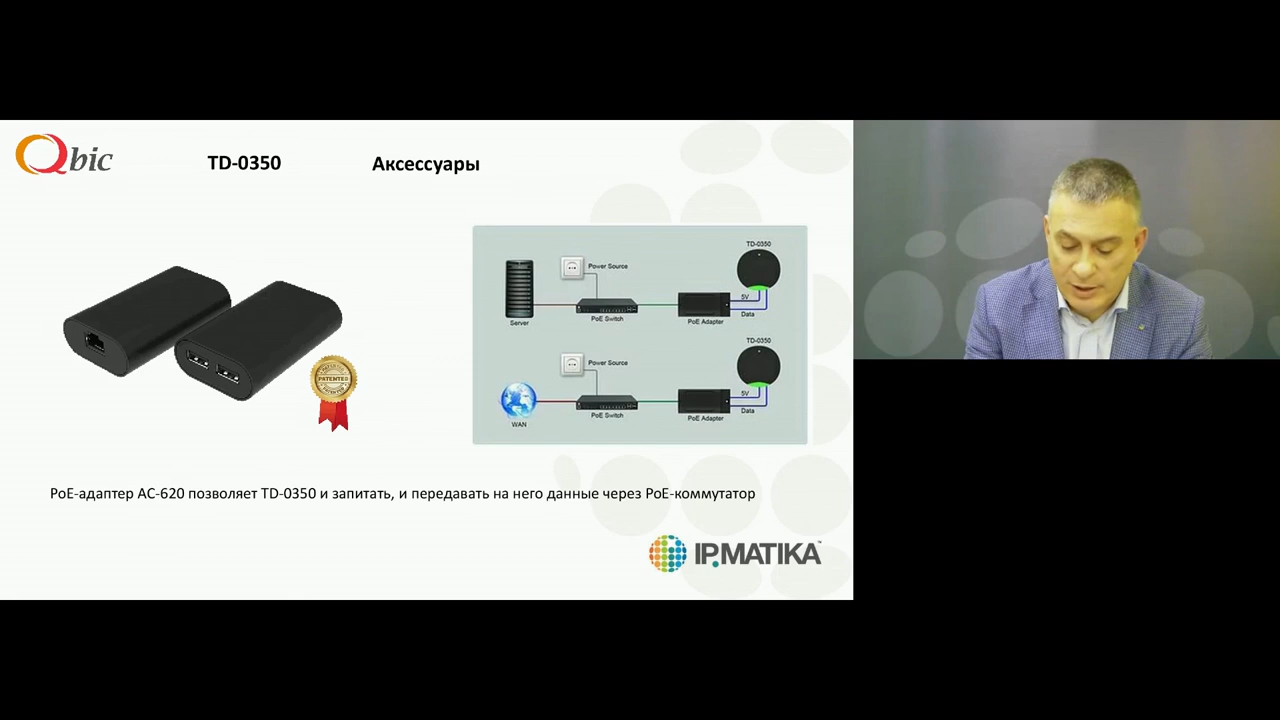 Qbic
TD-0350
Аксессуары
TD-0350
Power Source
5V
Server
PoE Switch
PoE Adapter
Data
TD-0350
Power Source
5V
WAN
PoE Switch
PoE Adapter
Data
PATENTED
PoE-адаптер AC-620 позволяет TD-0350 и запитать, и передавать на него данные через PoE-коммутатор
IPMATIKA™